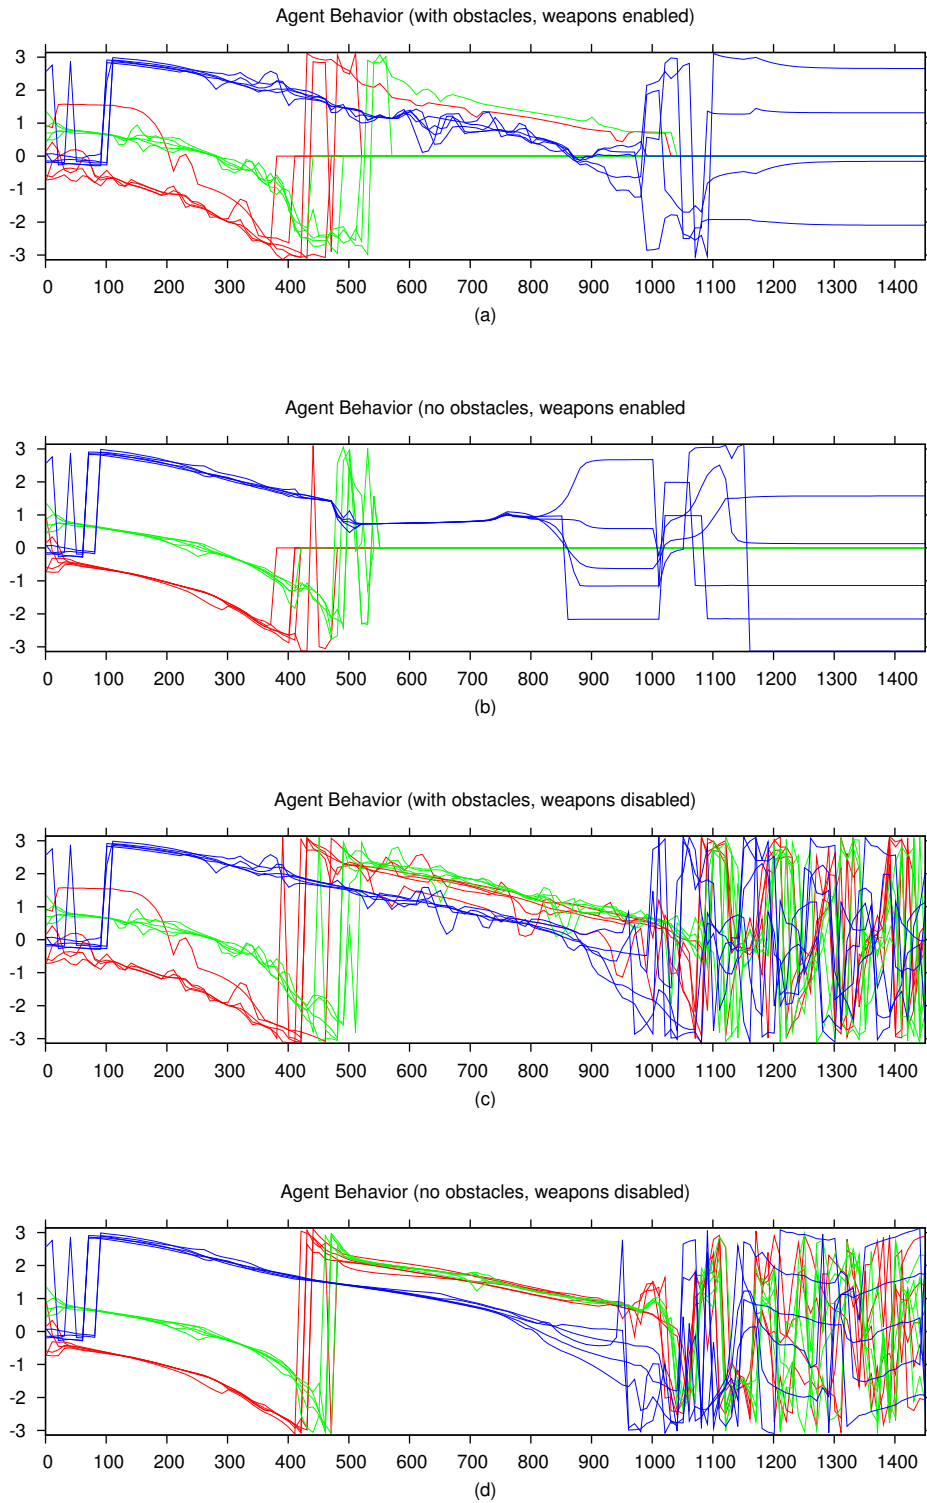 Agent Behavior (with obstacles, weapons enabled)
3
2
1
0
-1
-2
-3
0 100 200 300 400 500 600 700 800 900 1000 1100 1200 1300 1400
(a)
Agent Behavior (no obstacles, weapons enabled
3
2
1
0
-1
-2
-3
0 100 200 300 400 500 600 700 800 900 1000 1100 1200 1300 1400
(b)
Agent Behavior (with obstacles, weapons disabled)
3
2
1
0
-1
-2
-3
0 100 200 300 400 500 600 700 800 900 1000 1100 1200 1300 1400
(c)
Agent Behavior (no obstacles, weapons disabled)
3
2
1
0
-1
-2
-3
0 100 200 300 400 500 600 700 800 900 1000 1100 1200 1300 1400
(d)